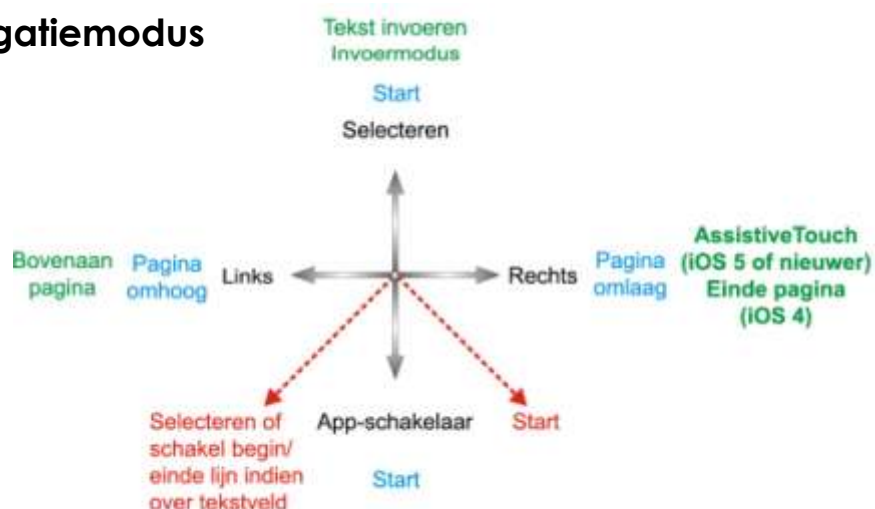 gatiemodus
Tekst invoeren
Invoermodus
Start
Selecteren
Bovenaan
pagina
Pagina
omhoog
Links
Rechts
Pagina
omlaag
AssistiveTouch
(iOS 5 of nieuwer)
Einde pagina
(iOS 4)
Selecteren of
schakel begin/
einde lijn indien
over tekstveld
App-schakelaar
Start
Start